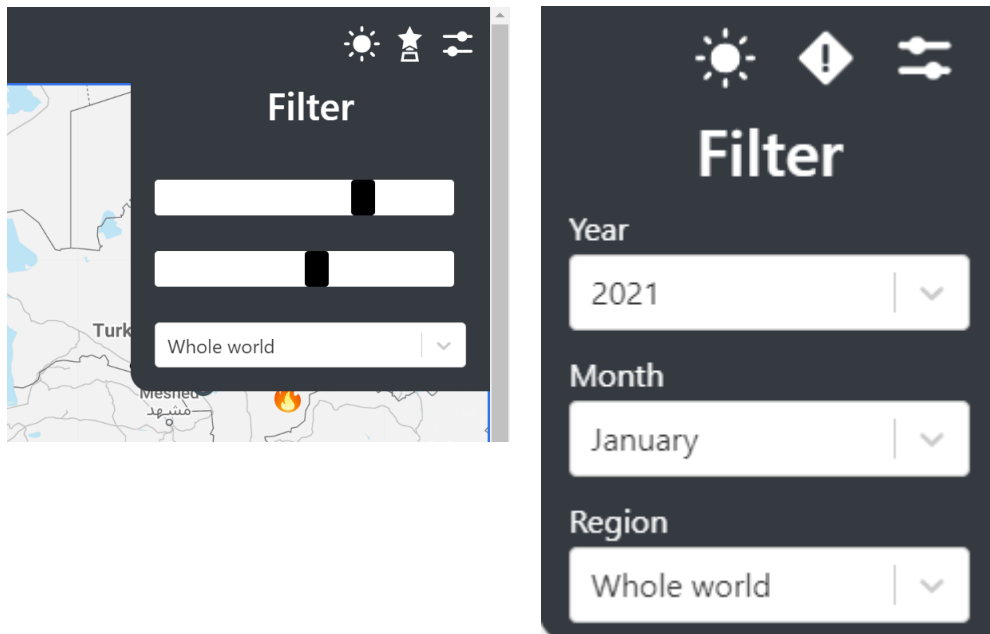 Filter
Whole world
Turk
Meshed
مشهد
Filter
Year
2021
Month
January
Region
Whole world